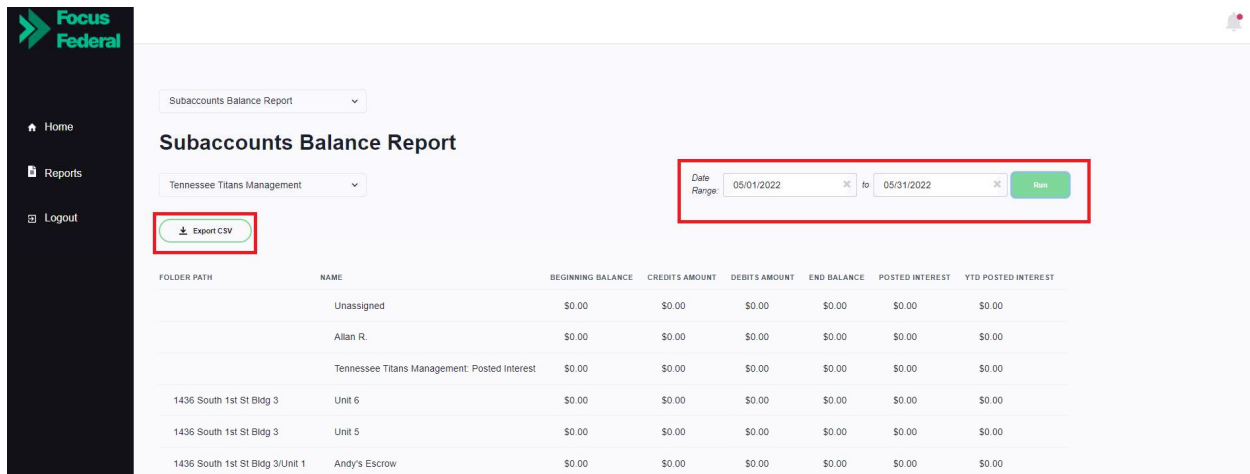 Focus
Federal
Home
Reports
Logout
Subaccounts Balance Report
Subaccounts Balance Report
Tennessee Titans Management
Date
Range:
05/01/2022 to 05/31/2022 Run
Export CSV
FOLDER PATH NAME BEGINNING BALANCE CREDITS AMOUNT DEBITS AMOUNT END BALANCE POSTED INTEREST YTD POSTED INTEREST
Unassigned $0.00 $0.00 $0.00 $0.00 $0.00 $0.00
Allan R. $0.00 $0.00 $0.00 $0.00 $0.00 $0.00
Tennessee Titans Management: Posted Interest $0.00 $0.00 $0.00 $0.00 $0.00 $0.00
1436 South 1st St Bldg 3 Unit 6 $0.00 $0.00 $0.00 $0.00 $0.00 $0.00
1436 South 1st St Bldg 3 Unit 5 $0.00 $0.00 $0.00 $0.00 $0.00 $0.00
1436 South 1st St Bldg 3/Unit 1 Andy's Escrow $0.00 $0.00 $0.00 $0.00 $0.00 $0.00